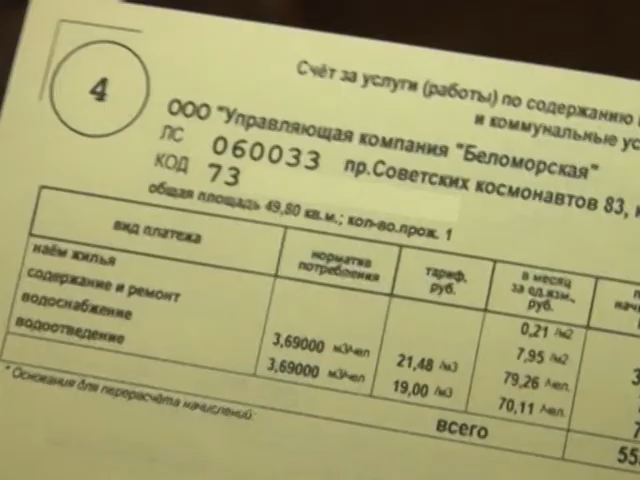 4
Счёт за услуги (работы) по содержанию
и коммунальные
ООО "Управляющая компания "Беломорская"
ЛС 060033 пр.Советских космонавтов 83,
КОД 73
общая площадь 49,80 кв.м.; кол-во.прож. 1
вид платежа норматив потребления тариф, руб. в месяц за ед.изм., руб.
наём жилья 0,21 /м2
содержание и ремонт 7,95 /м2
водоснабжение 3,69000 м3/чел 21,48 /м3 79,26 /чел.
водоотведение 3,69000 м3/чел 19,00 /м3 70,11 /чел.
всего 55
* Основания для перерасчёта начислений: